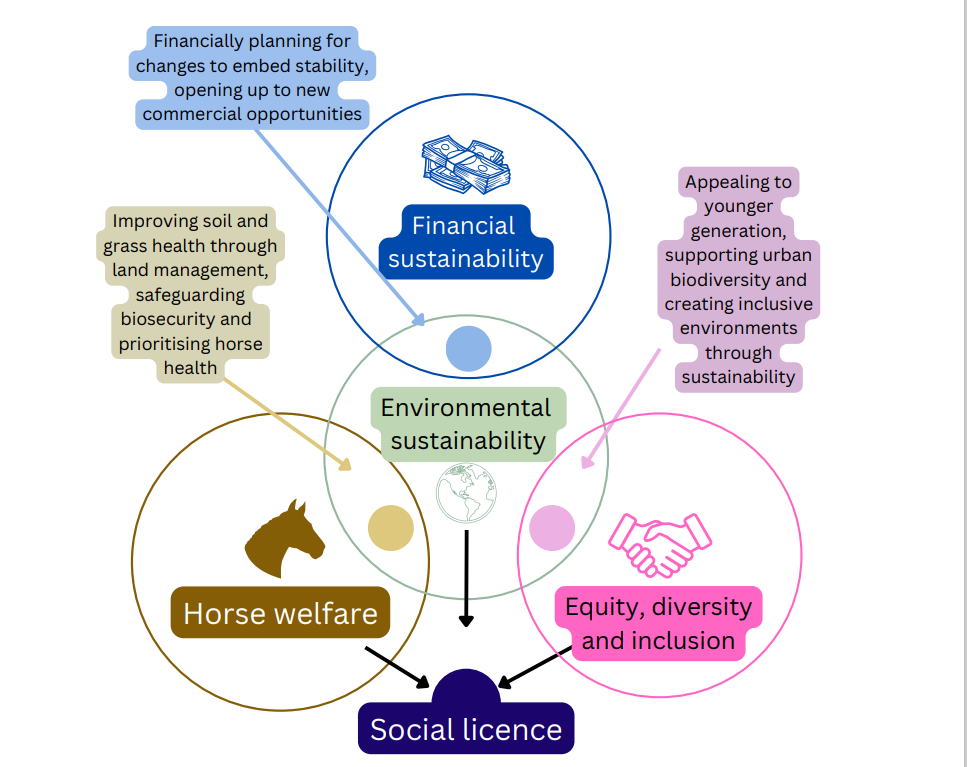 Financially planning for
changes to embed stability,
opening up to new
commercial opportunities
Financial
sustainability
Appealing to
younger
generation,
supporting urban
biodiversity and
creating inclusive
environments
through
sustainability
Improving soil and
grass health through
land management,
safeguarding
biosecurity and
prioritising horse
health
Environmental
sustainability
Horse welfare
Equity, diversity
and inclusion
Social licence